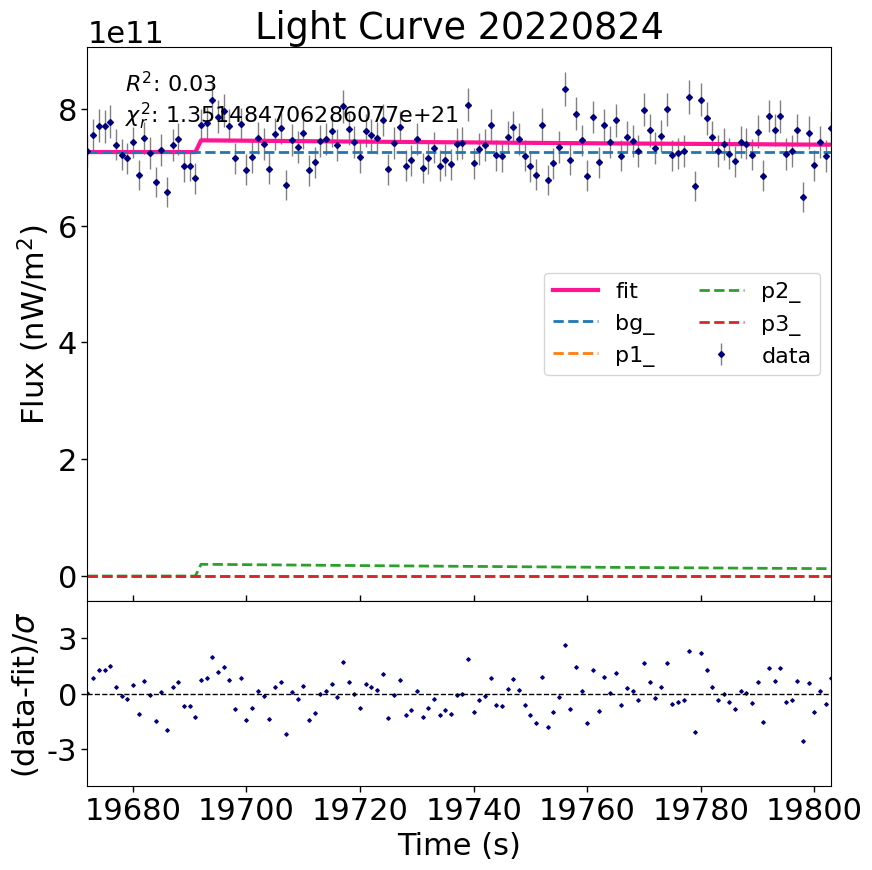 Light Curve 20220824
1e11
R²: 0.03
χ²ᵣ: 1.3511484706286077e+21
8
6
4
2
0
Flux (nW/m²)
fit
bg_
p1_
p2_
p3_
data
3
0
-3
(data-fit)/σ
19680 19700 19720 19740 19760 19780 19800
Time (s)